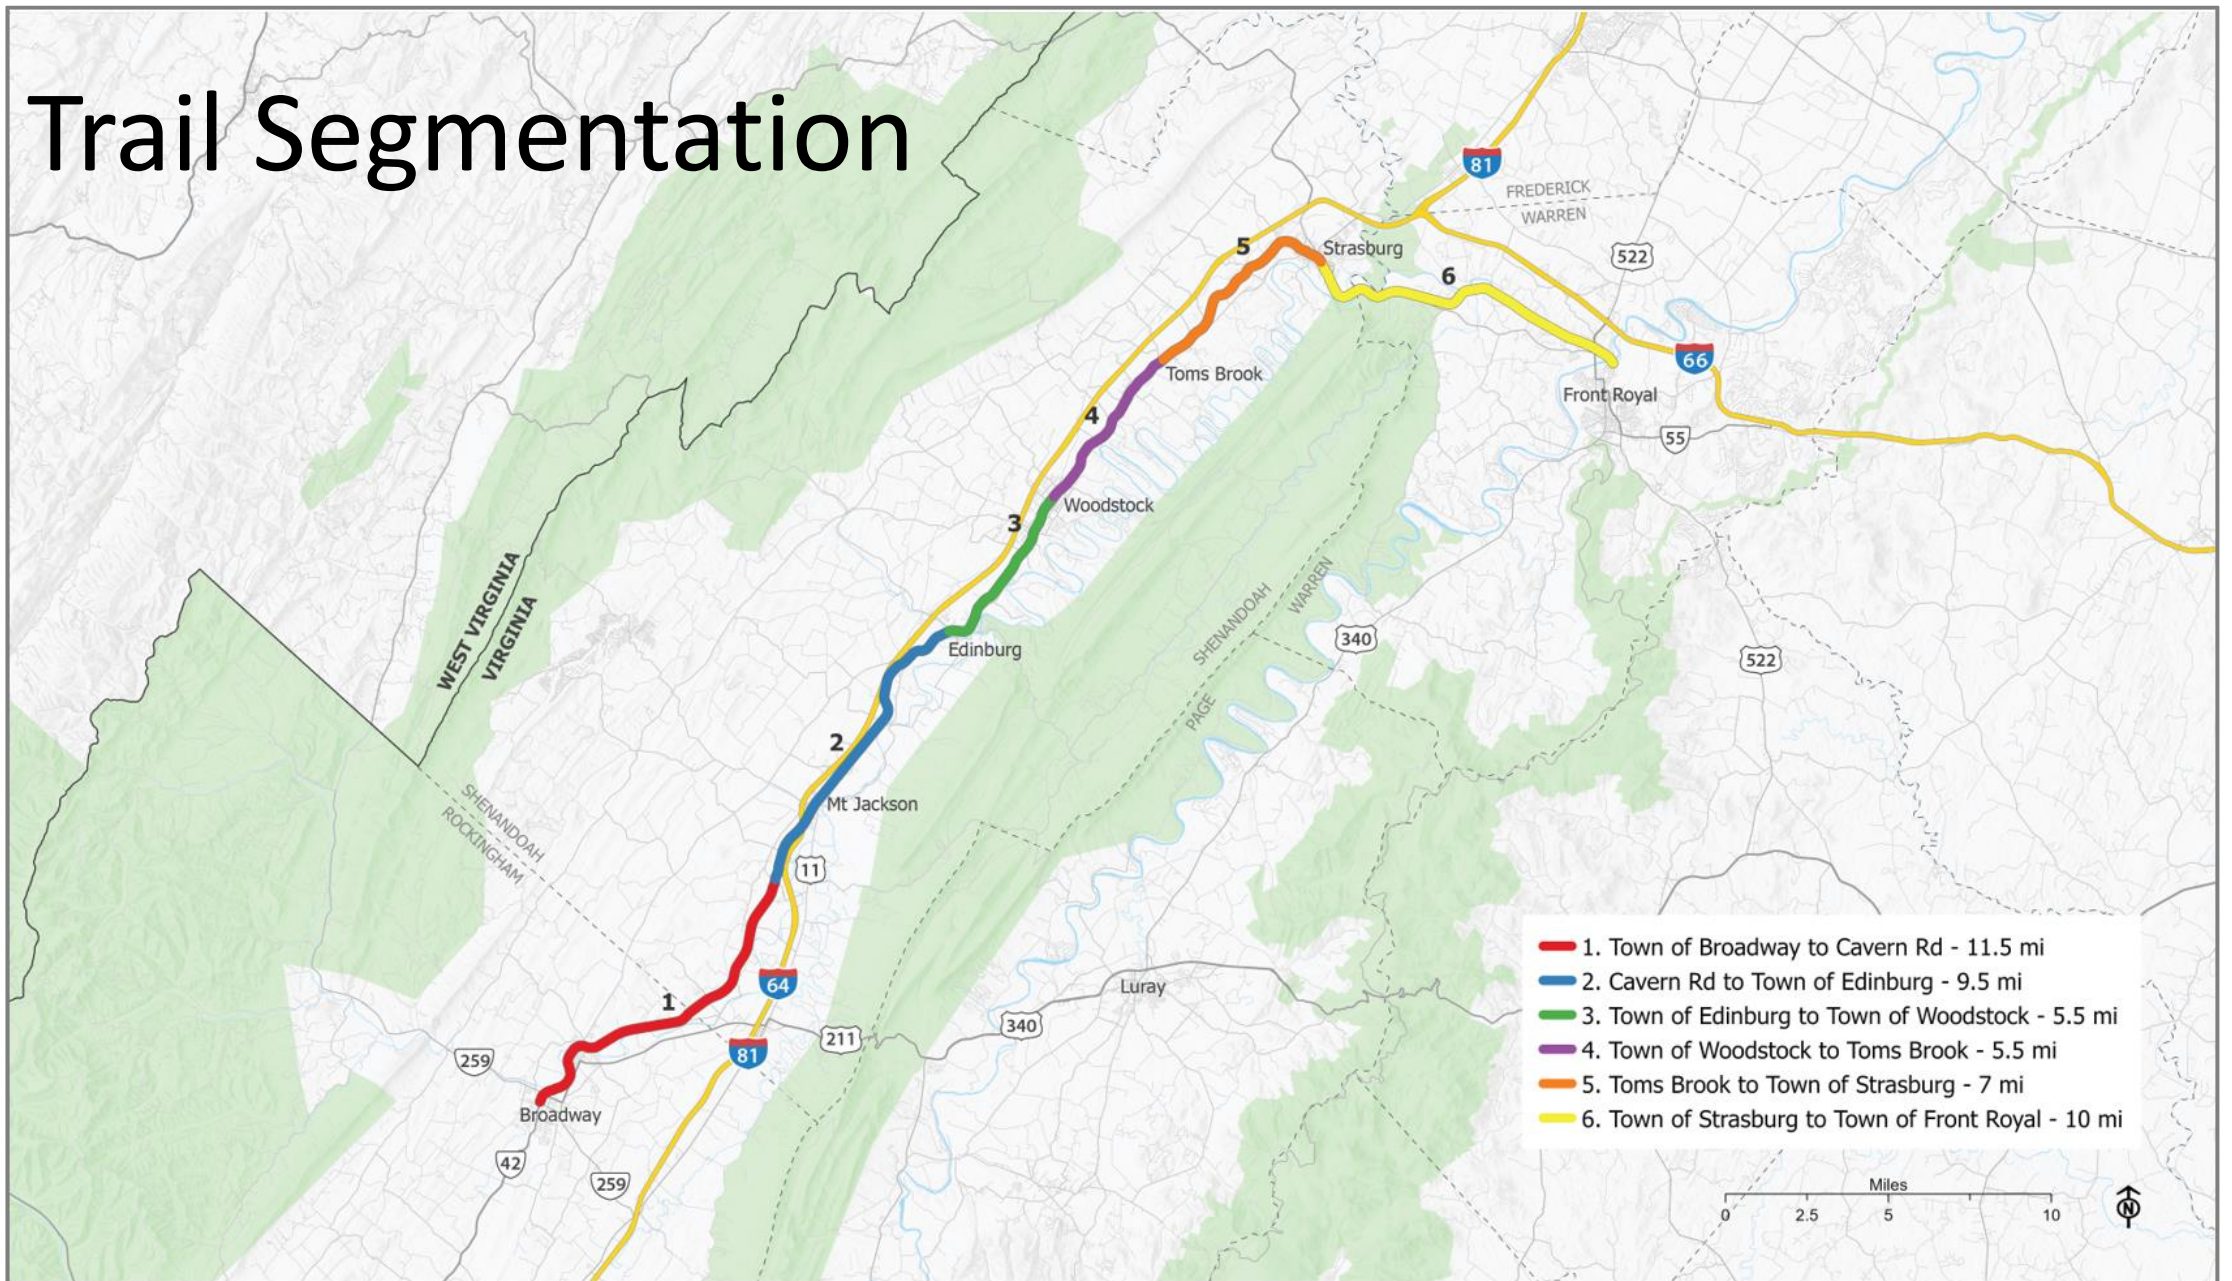 Trail Segmentation
81
FREDERICK
WARREN
5
Strasburg
522
6
66
Toms Brook
Front Royal
4
55
Woodstock
3
WEST VIRGINIA
VIRGINIA
SHENANDOAH
WARREN
340
Edinburg
522
PAGE
2
SHENANDOAH
ROCKINGHAM
Mt Jackson
11
1
64
Luray
340
211
81
259
Broadway
42
259
1. Town of Broadway to Cavern Rd - 11.5 mi
2. Cavern Rd to Town of Edinburg - 9.5 mi
3. Town of Edinburg to Town of Woodstock - 5.5 mi
4. Town of Woodstock to Toms Brook - 5.5 mi
5. Toms Brook to Town of Strasburg - 7 mi
6. Town of Strasburg to Town of Front Royal - 10 mi
Miles
0 2.5 5 10
N